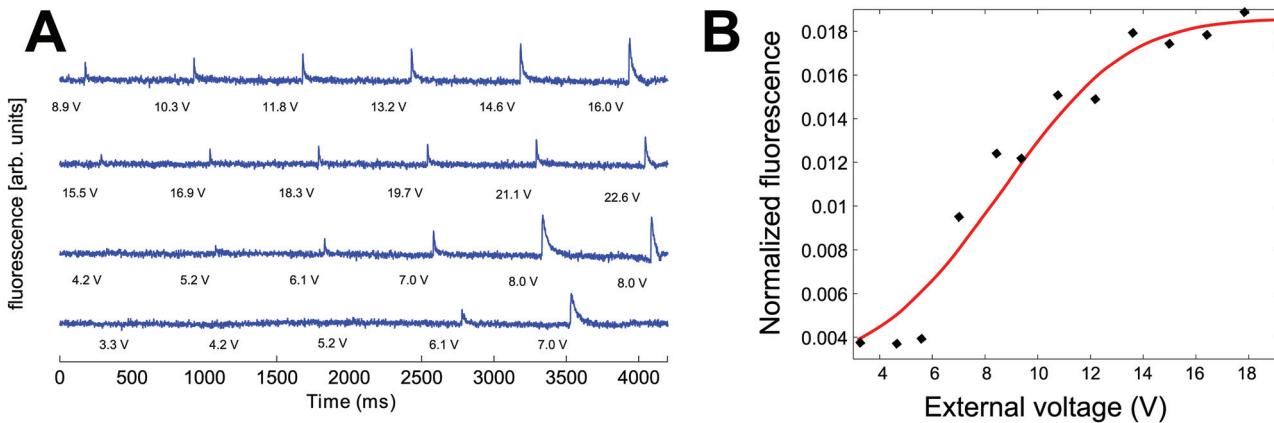 A
fluorescence [arb. units]
8.9 V 10.3 V 11.8 V 13.2 V 14.6 V 16.0 V
15.5 V 16.9 V 18.3 V 19.7 V 21.1 V 22.6 V
4.2 V 5.2 V 6.1 V 7.0 V 8.0 V 8.0 V
3.3 V 4.2 V 5.2 V 6.1 V 7.0 V
0 500 1000 1500 2000 2500 3000 3500 4000
Time (ms)
B
Normalized fluorescence
0.018
0.016
0.014
0.012
0.01
0.008
0.006
0.004
4 6 8 10 12 14 16 18
External voltage (V)